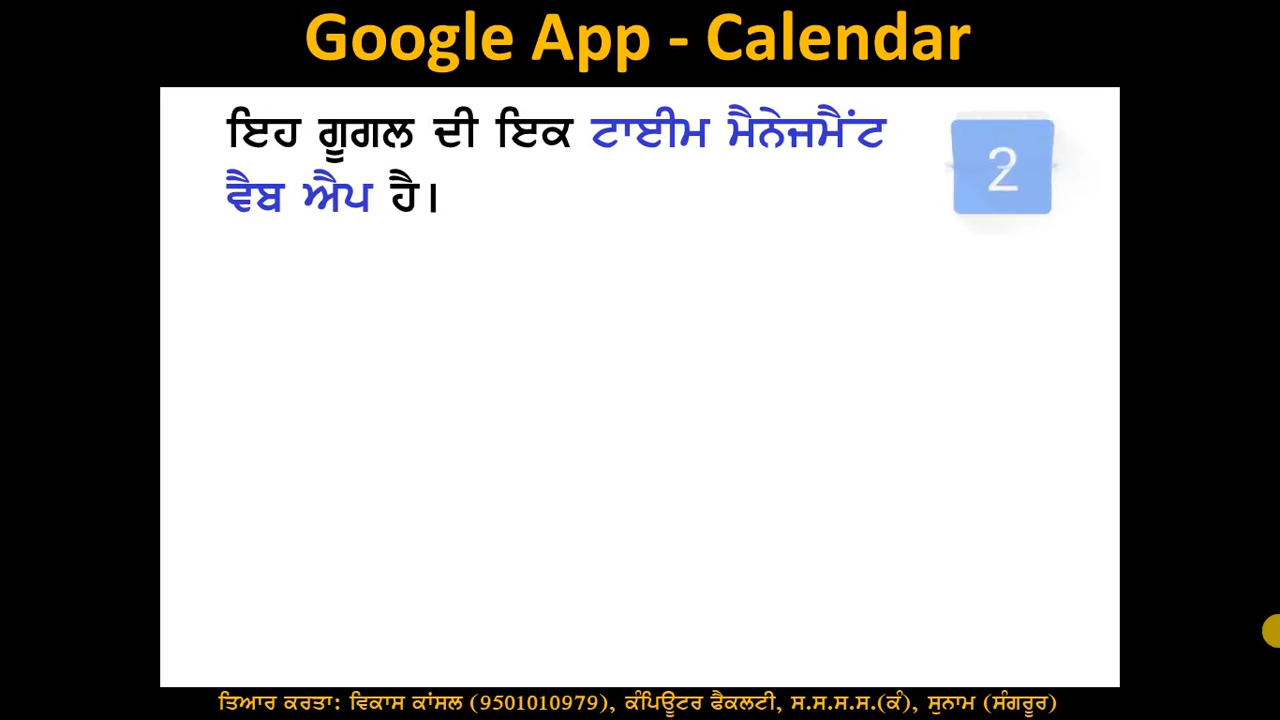 Google App - Calendar
ਇਹ ਗੂਗਲ ਦੀ ਇਕ ਟਾਈਮ ਮੈਨੇਜਮੈਂਟ
ਵੈਬ ਐਪ ਹੈ।
2
ਤਿਆਰ ਕਰਤਾ: ਵਿਕਾਸ ਕਾਂਸਲ (9501010979), ਕੰਪਿਊਟਰ ਫੈਕਲਟੀ, ਸ.ਸ.ਸ.ਸ.(ਕੰ), ਸੁਨਾਮ (ਸੰਗਰੂਰ)